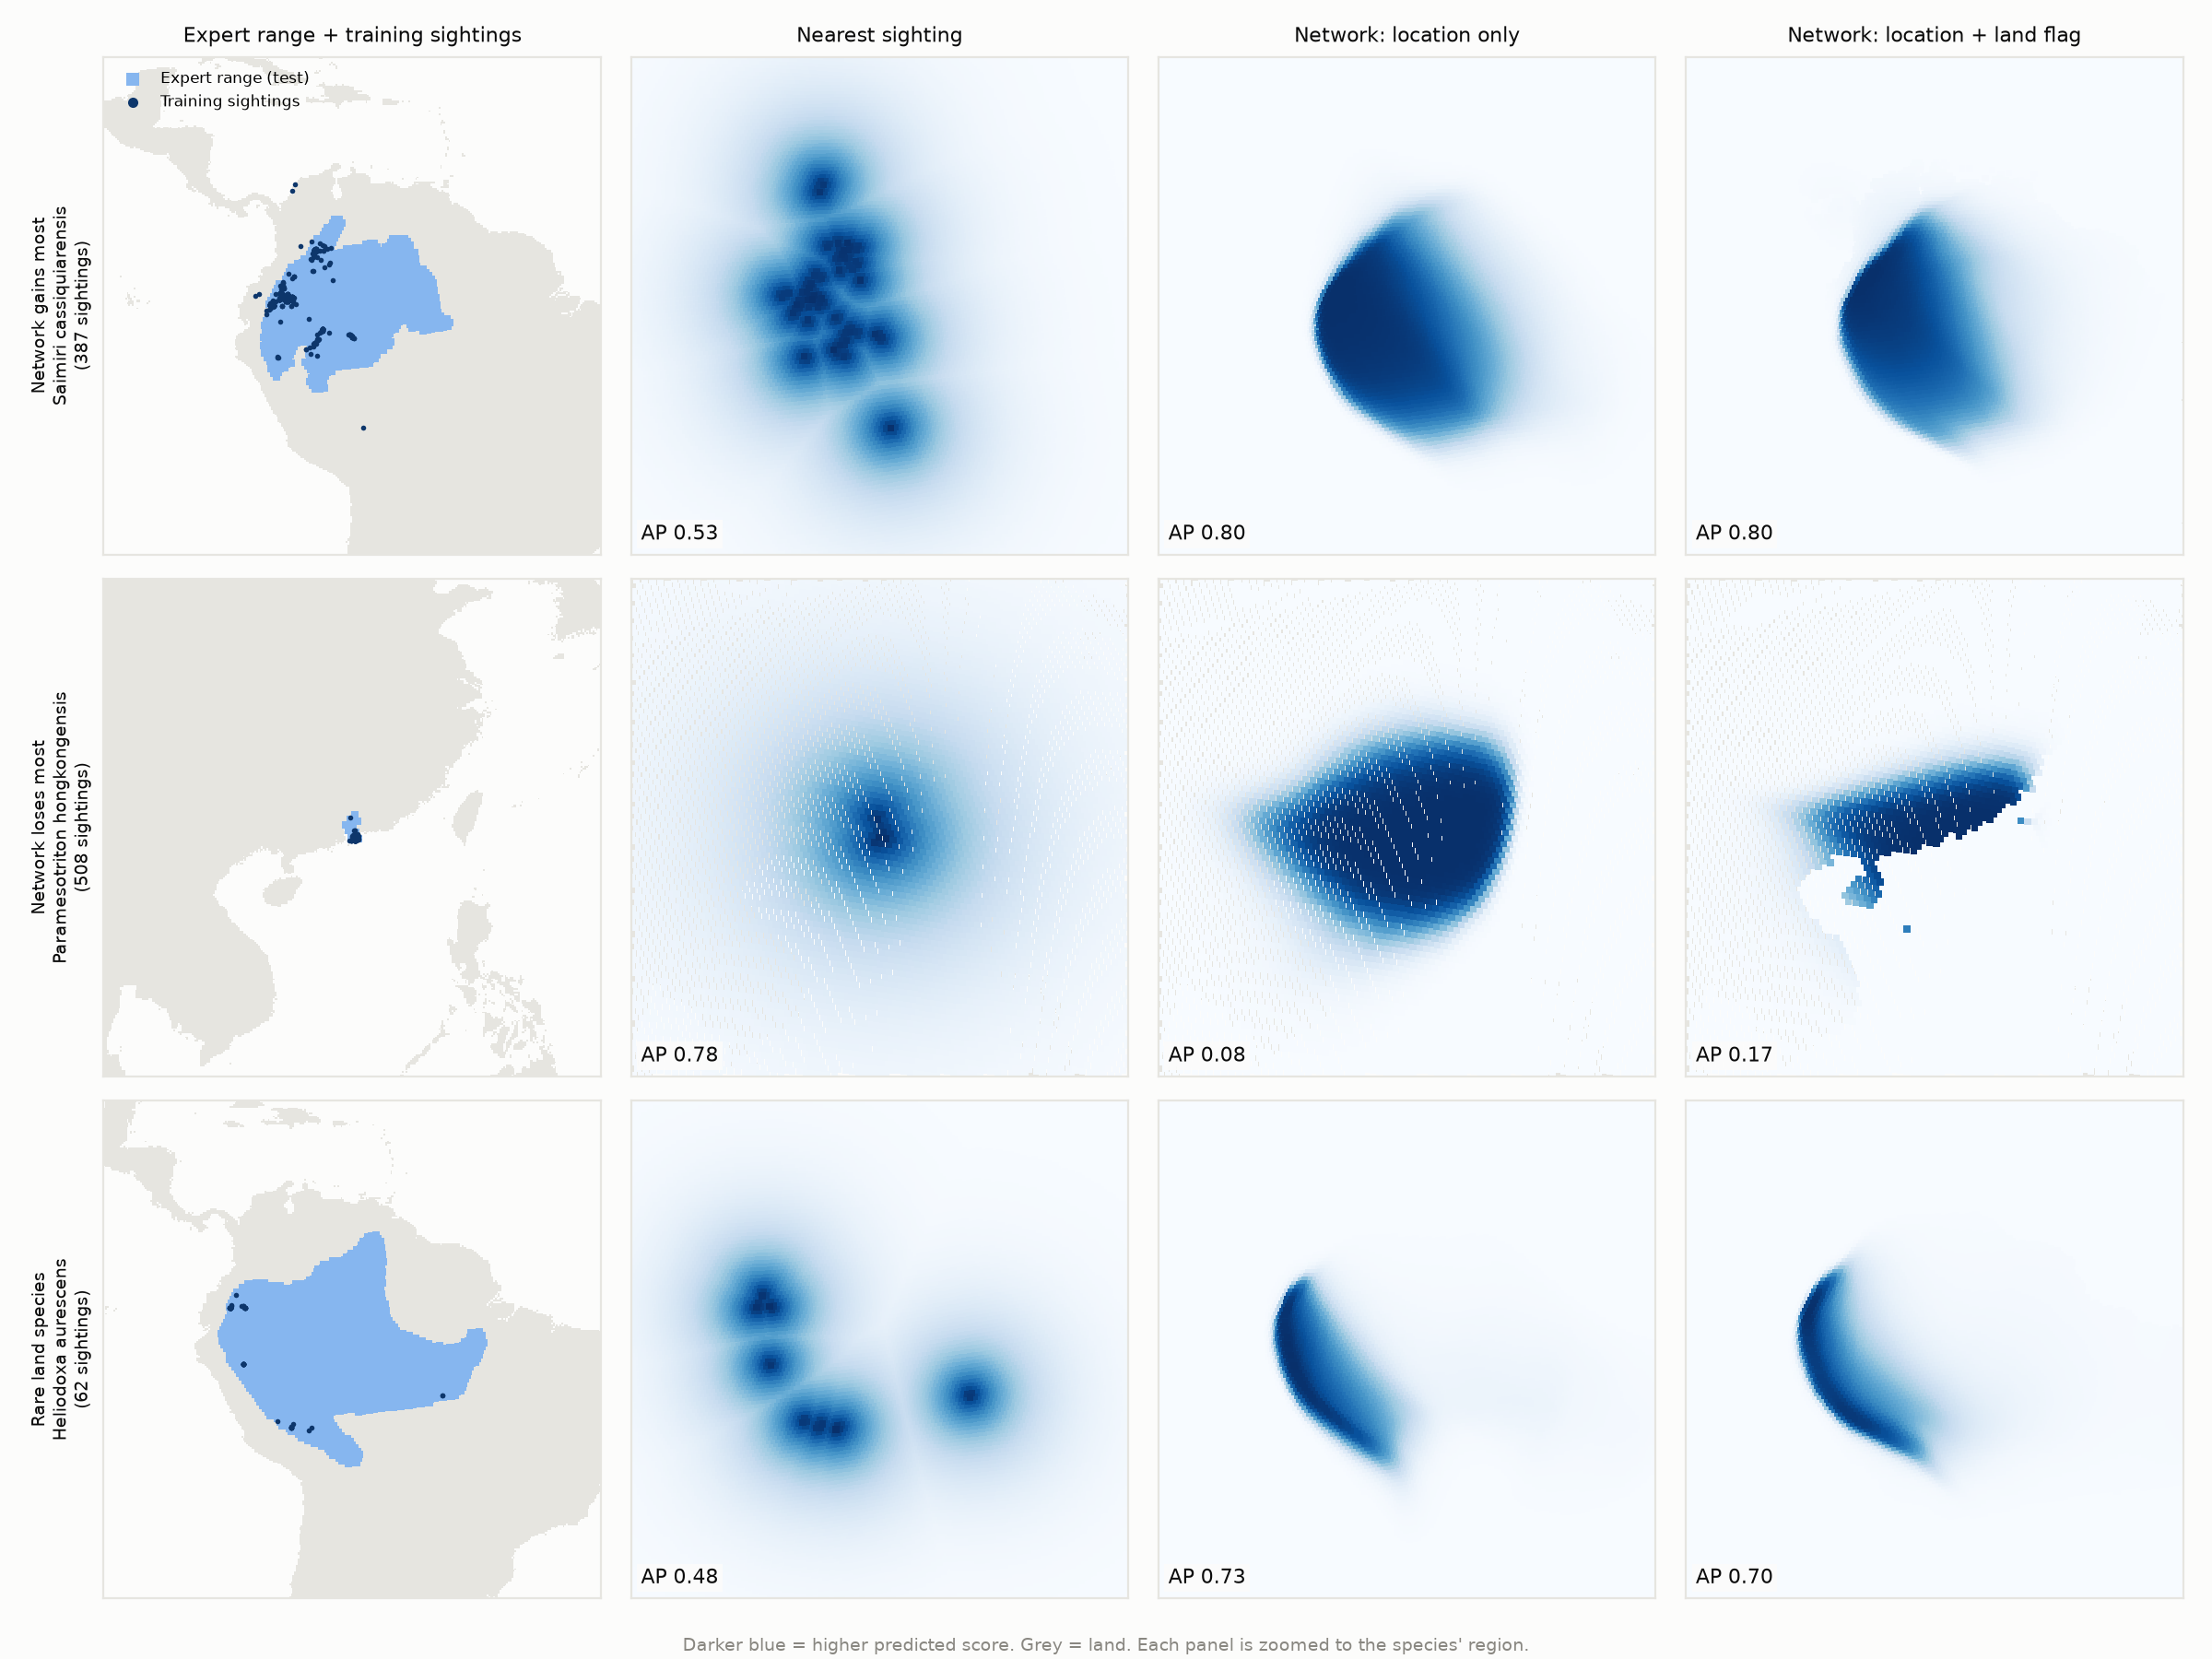 Expert range + training sightings
Nearest sighting
Network: location only
Network: location + land flag
Network gains most
Saimiri cassiquiarensis
(387 sightings)
Expert range (test)
Training sightings
AP 0.53
AP 0.80
AP 0.80
Network loses most
Paramesotriton hongkongensis
(508 sightings)
AP 0.78
AP 0.08
AP 0.17
Rare land species
Heliodoxa aurescens
(62 sightings)
AP 0.48
AP 0.73
AP 0.70
Darker blue = higher predicted score. Grey = land. Each panel is zoomed to the species' region.